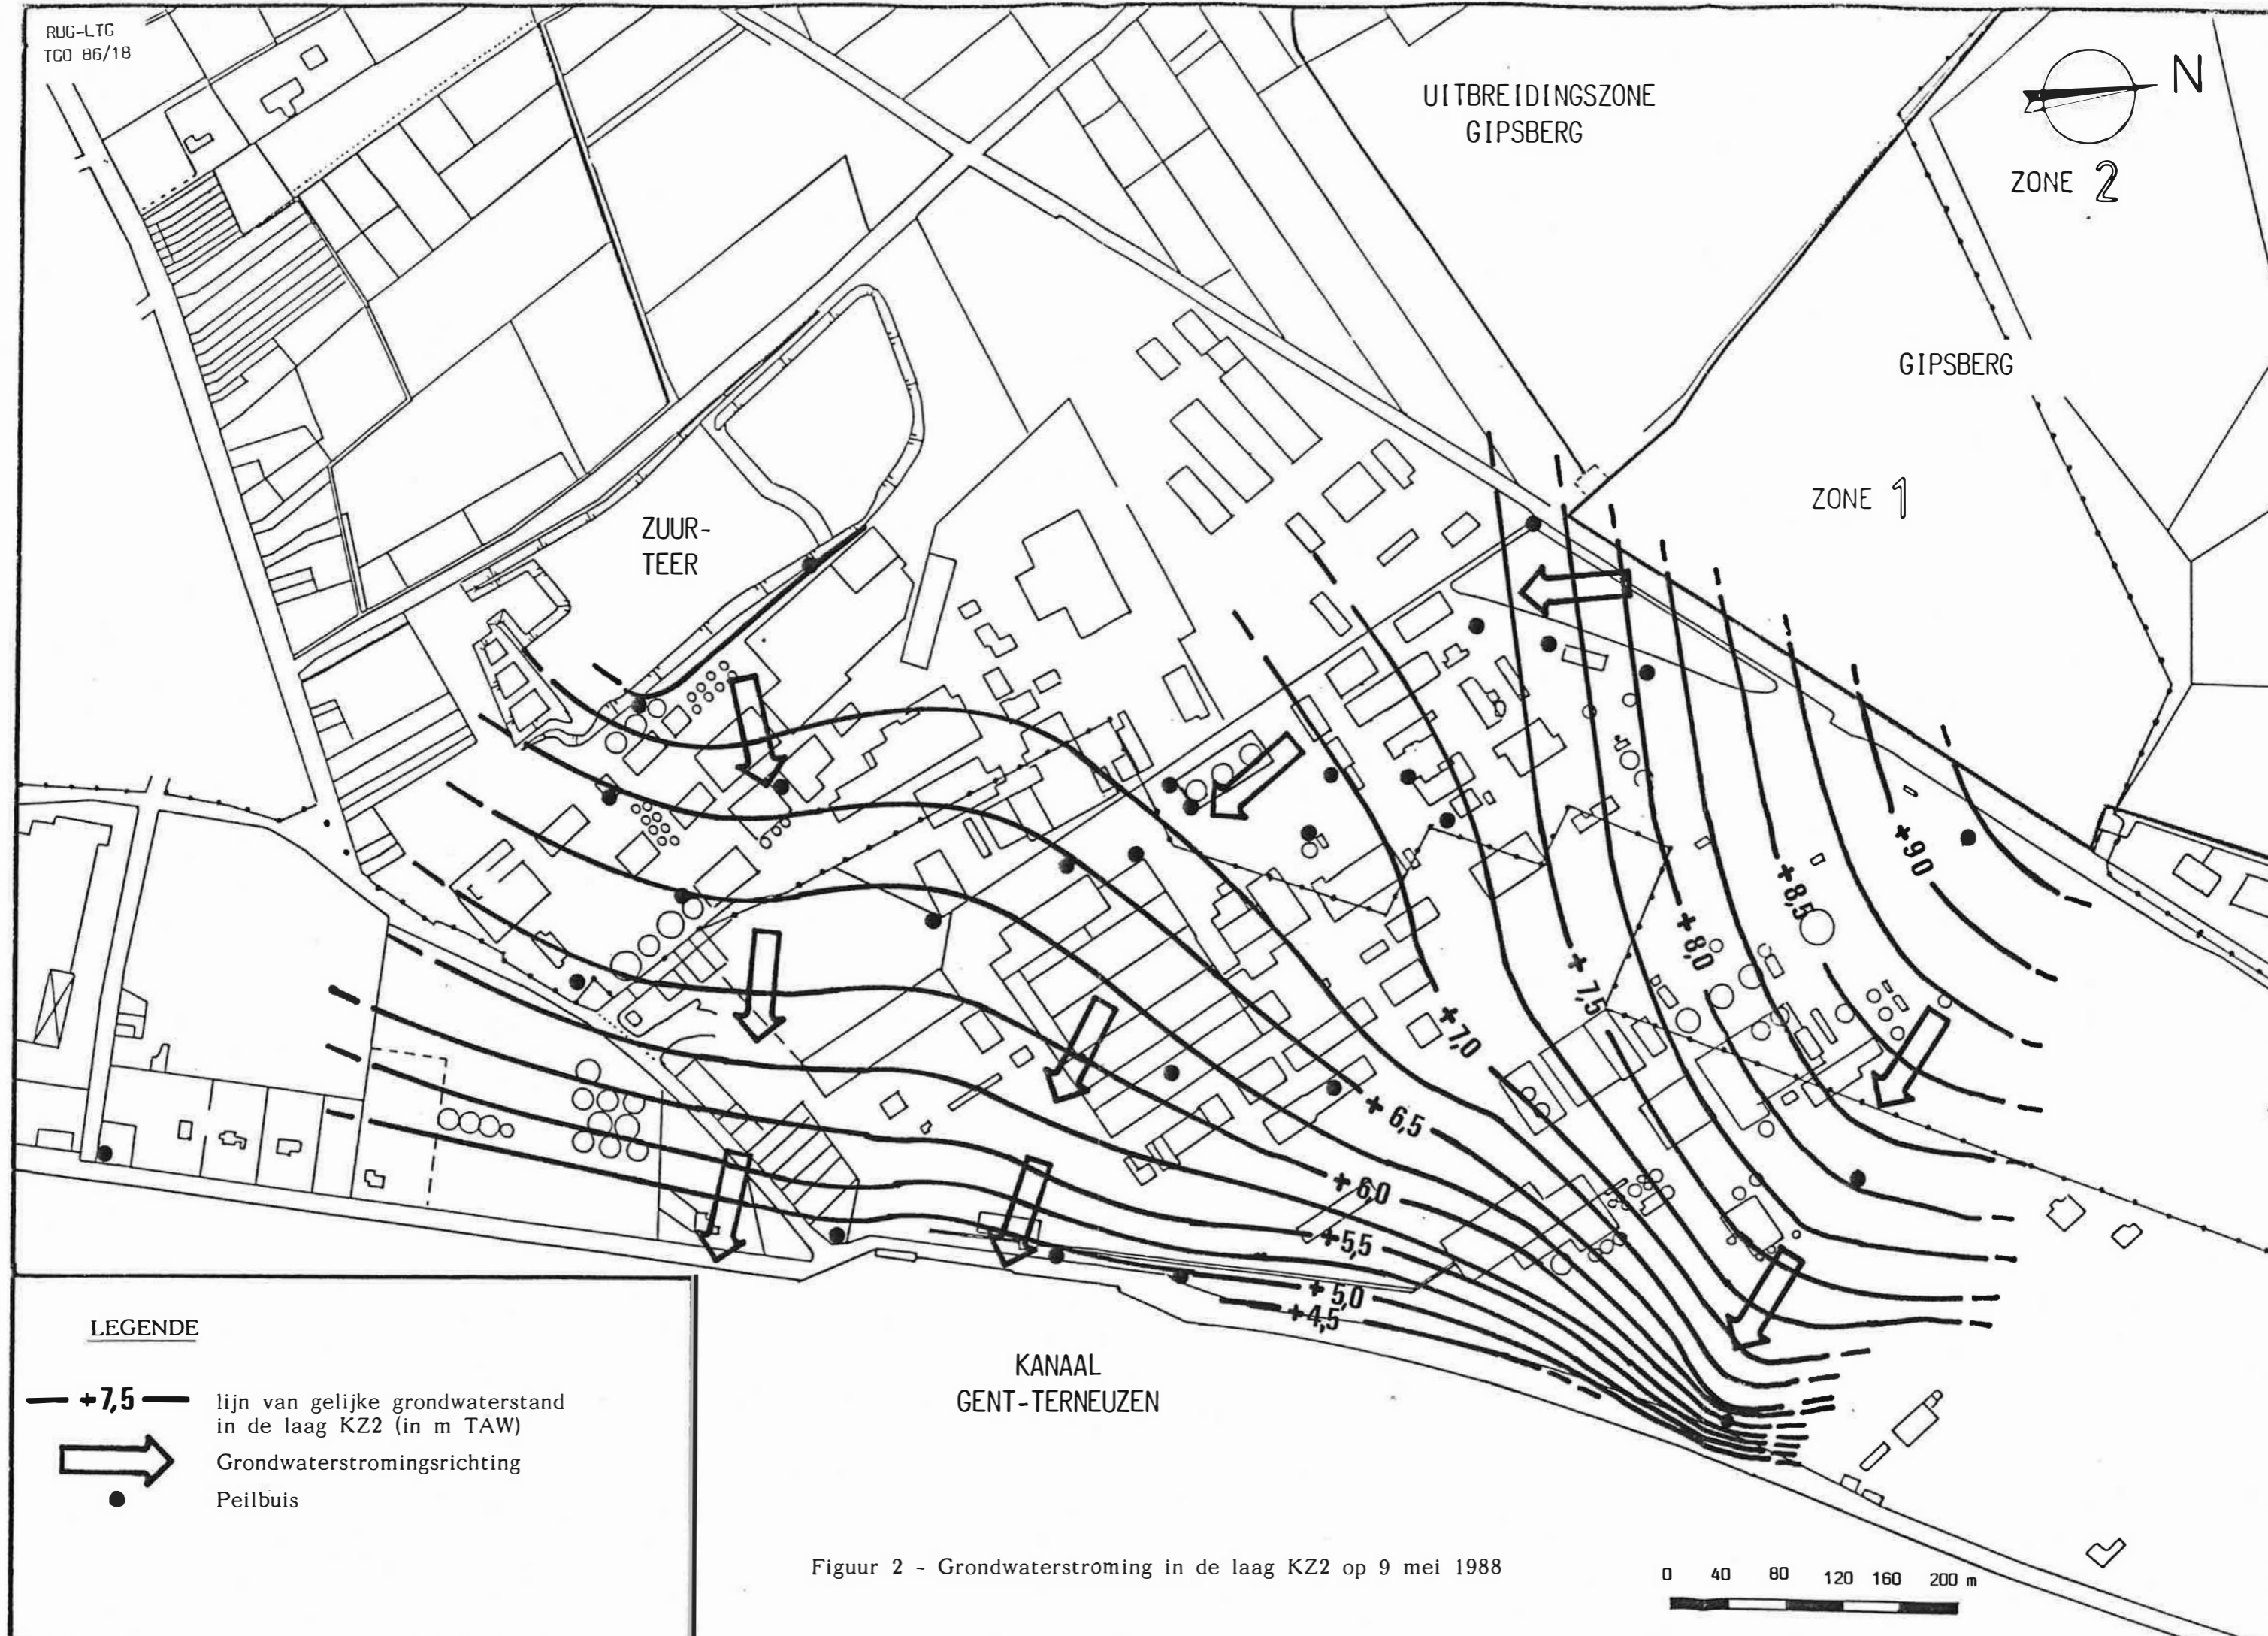 RUG-LTG
TGO 86/18
UITBREIDINGSZONE
GIPSBERG
N
ZONE 2
GIPSBERG
ZONE 1
ZUUR-
TEER
+9,0
+8,5
+8,0
+7,5
+7,0
+6,5
+6,0
+5,5
+5,0
+4,5
KANAAL
GENT-TERNEUZEN
LEGENDE
+7,5 lijn van gelijke grondwaterstand
in de laag KZ2 (in m TAW)
Grondwaterstromingsrichting
Peilbuis
Figuur 2 - Grondwaterstroming in de laag KZ2 op 9 mei 1988
0 40 80 120 160 200 m